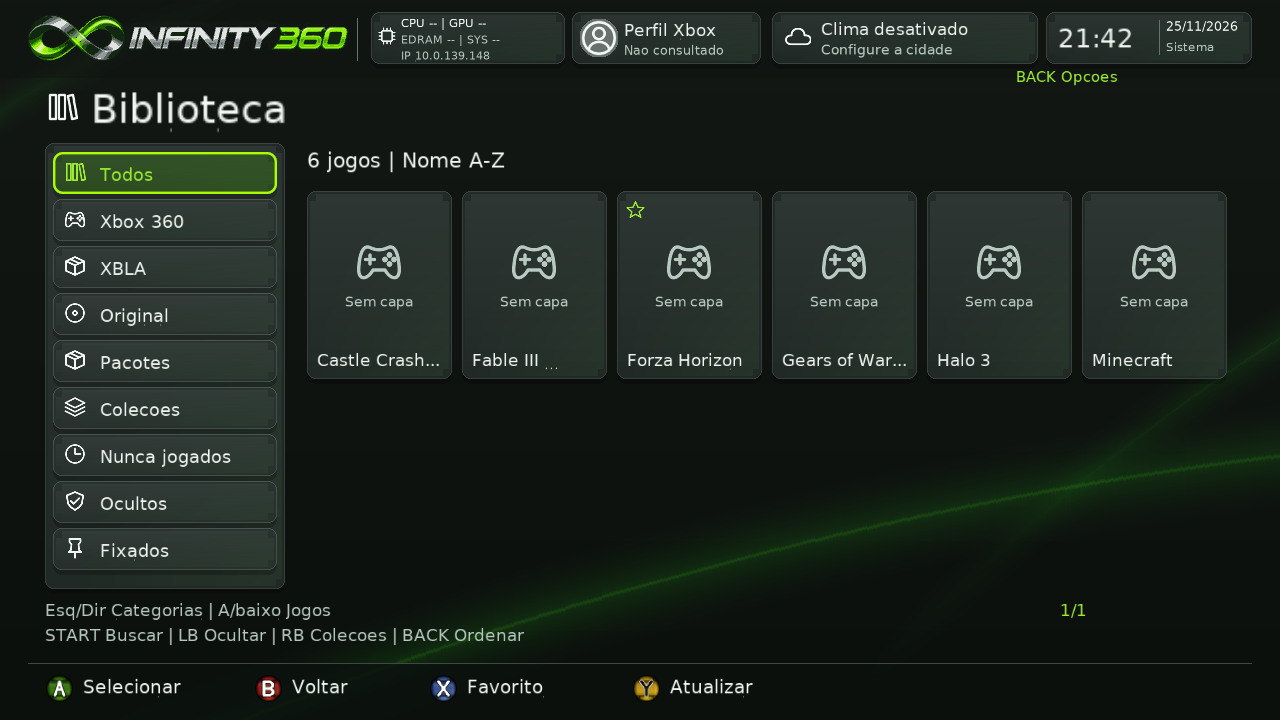 INFINITY 360
CPU -- | GPU --
EDRAM -- | SYS --
IP 10.0.139.148
Perfil Xbox
Nao consultado
Clima desativado
Configure a cidade
21:42
25/11/2026
Sistema
BACK Opcoes
Biblioteca
6 jogos | Nome A-Z
Todos
Xbox 360
XBLA
Original
Pacotes
Colecoes
Nunca jogados
Ocultos
Fixados
Sem capa
Castle Crash...
Sem capa
Fable III ...
Sem capa
Forza Horizon
Sem capa
Gears of War...
Sem capa
Halo 3
Sem capa
Minecraft
Esq/Dir Categorias | A/baixo Jogos
1/1
START Buscar | LB Ocultar | RB Colecoes | BACK Ordenar
A Selecionar
B Voltar
X Favorito
Y Atualizar